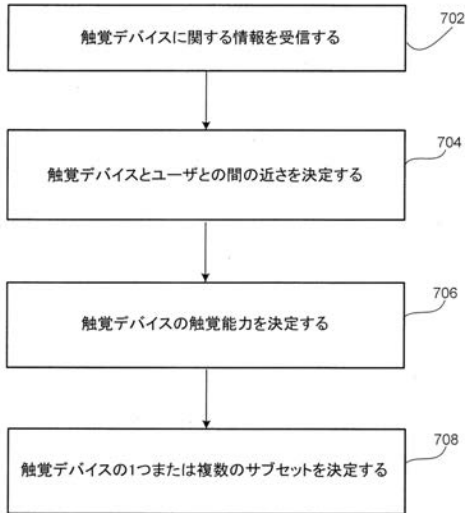 触覚デバイスに関する情報を受信する
702
触覚デバイスとユーザとの間の近さを決定する
704
触覚デバイスの触覚能力を決定する
706
触覚デバイスの1つまたは複数のサブセットを決定する
708